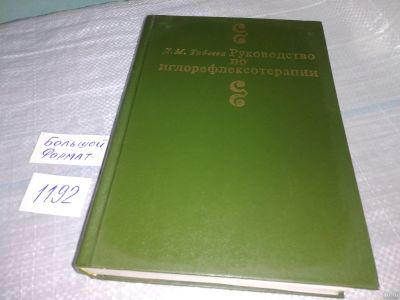 Д. М. Табеева Руководство
по
иглорефлексотерапии
БОЛЬШОЙ
ФОРМАТ
1192